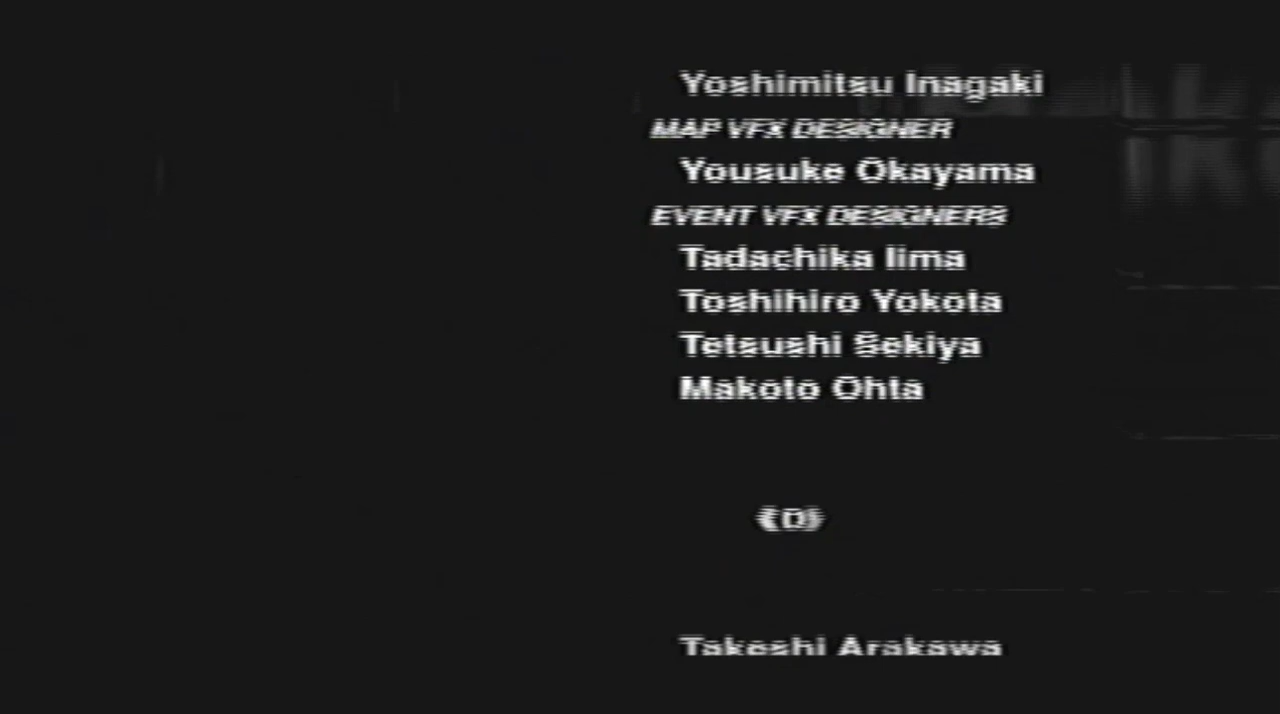 Yoshimitsu Inagaki
MAP VFX DESIGNER
Yousuke Okayama
EVENT VFX DESIGNERS
Tadachika Iima
Toshihiro Yokota
Tetsushi Sekiya
Makoto Ohta
Takeshi Arakawa